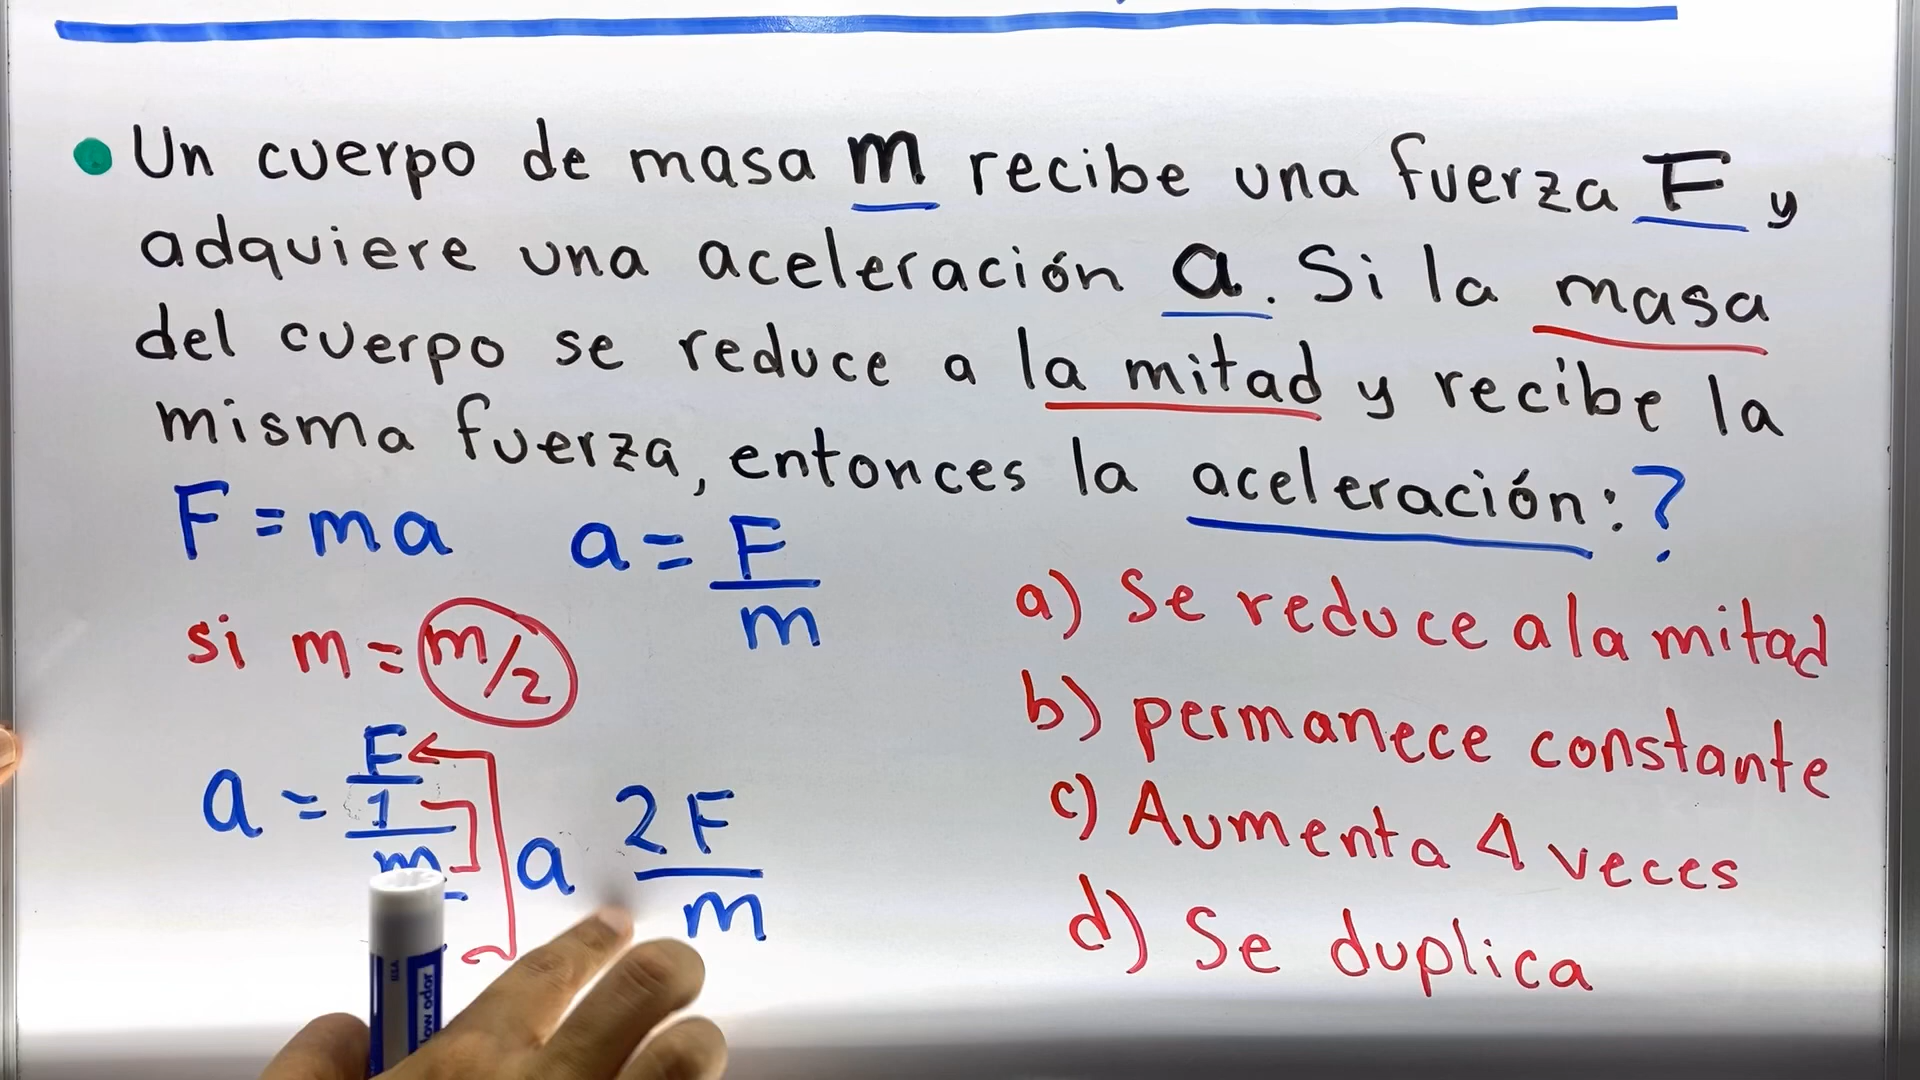 Un cuerpo de masa m recibe una fuerza F y
adquiere una aceleración a. Si la masa
del cuerpo se reduce a la mitad y recibe la
misma fuerza, entonces la aceleración:?
F = ma
a = F/m
si m = m/2
a = F
1
m
a 2F/m
a) Se reduce a la mitad
b) permanece constante
c) Aumenta 4 veces
d) Se duplica
low odor